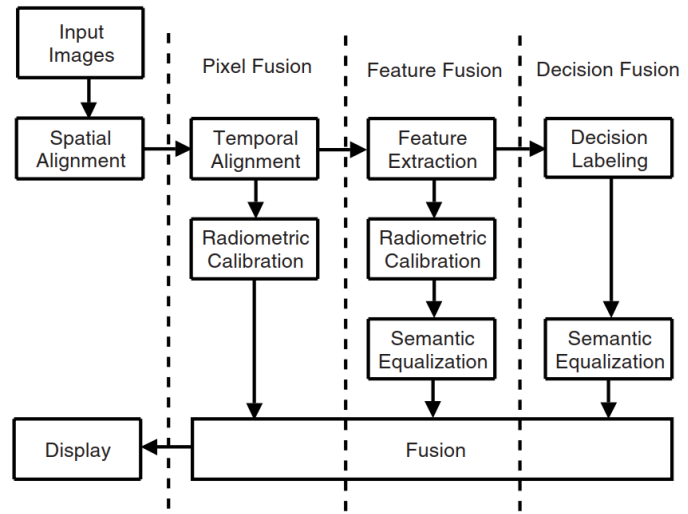 Input
Images
Pixel Fusion
Feature Fusion
Decision Fusion
Spatial
Alignment
Temporal
Alignment
Feature
Extraction
Decision
Labeling
Radiometric
Calibration
Radiometric
Calibration
Semantic
Equalization
Semantic
Equalization
Display
Fusion